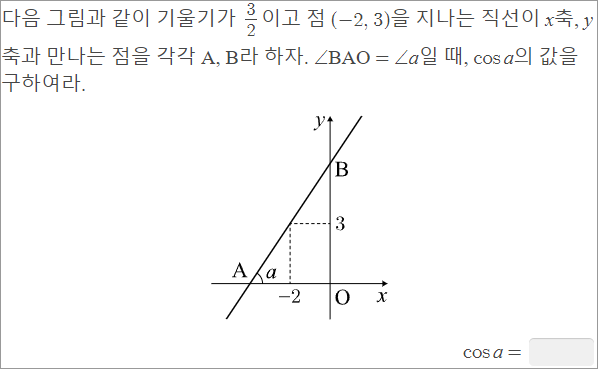 다음 그림과 같이 기울기가 3/2이고 점 (−2, 3)을 지나는 직선이 x축, y
축과 만나는 점을 각각 A, B라 하자. ∠BAO = ∠a일 때, cos a의 값을
구하여라.
y
B
3
A a
−2 O x
cos a =